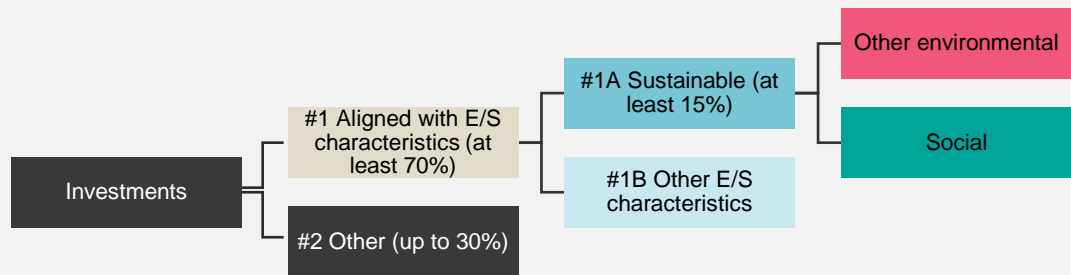 Investments
#1 Aligned with E/S
characteristics (at
least 70%)
#2 Other (up to 30%)
#1A Sustainable (at
least 15%)
#1B Other E/S
characteristics
Other environmental
Social